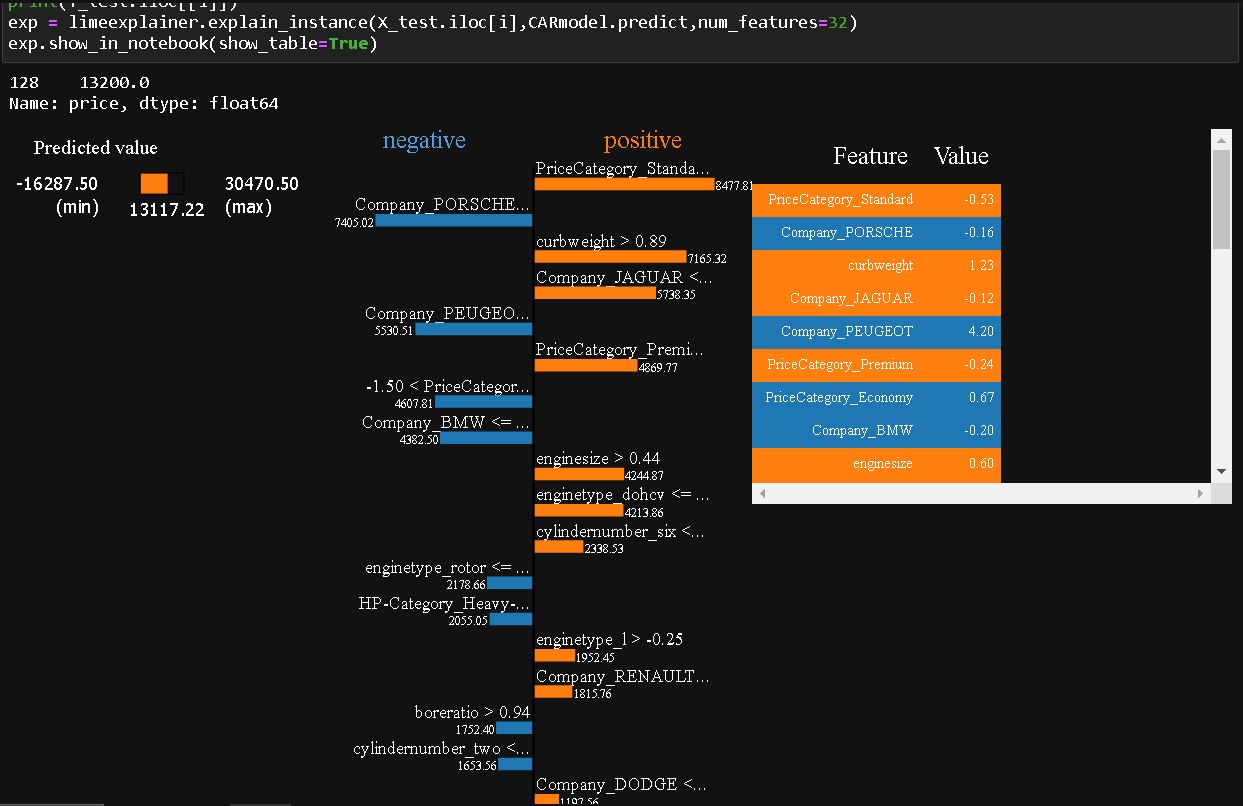 print(Y_test.iloc[[i]])
exp = limeexplainer.explain_instance(X_test.iloc[i],CARmodel.predict,num_features=32)
exp.show_in_notebook(show_table=True)
128    13200.0
Name: price, dtype: float64
Predicted value
-16287.50
(min)
13117.22
30470.50
(max)
negative positive
PriceCategory_Standa...
8477.81
Company_PORSCHE...
7405.02
curbweight > 0.89
7165.32
Company_JAGUAR <...
5738.35
Company_PEUGEO...
5530.51
PriceCategory_Premi...
4869.77
-1.50 < PriceCategor...
4607.81
Company_BMW <= ...
4382.50
enginesize > 0.44
4244.87
enginetype_dohcv <= ...
4213.86
cylindernumber_six <...
2338.53
enginetype_rotor <= ...
2178.66
HP-Category_Heavy-...
2055.05
enginetype_l > -0.25
1952.45
Company_RENAULT...
1815.76
boreratio > 0.94
1752.40
cylindernumber_two <...
1653.56
Company_DODGE <...
1197.56
Feature Value
PriceCategory_Standard -0.53
Company_PORSCHE -0.16
curbweight 1.23
Company_JAGUAR -0.12
Company_PEUGEOT 4.20
PriceCategory_Premium -0.24
PriceCategory_Economy 0.67
Company_BMW -0.20
enginesize 0.60